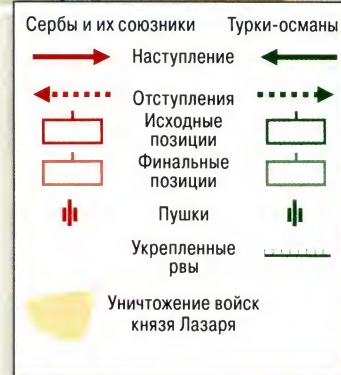 Сербы и их союзники Турки-османы
Наступление
Отступления
Исходные
позиции
Финальные
позиции
Пушки
Укрепленные
рвы
Уничтожение войск
князя Лазаря